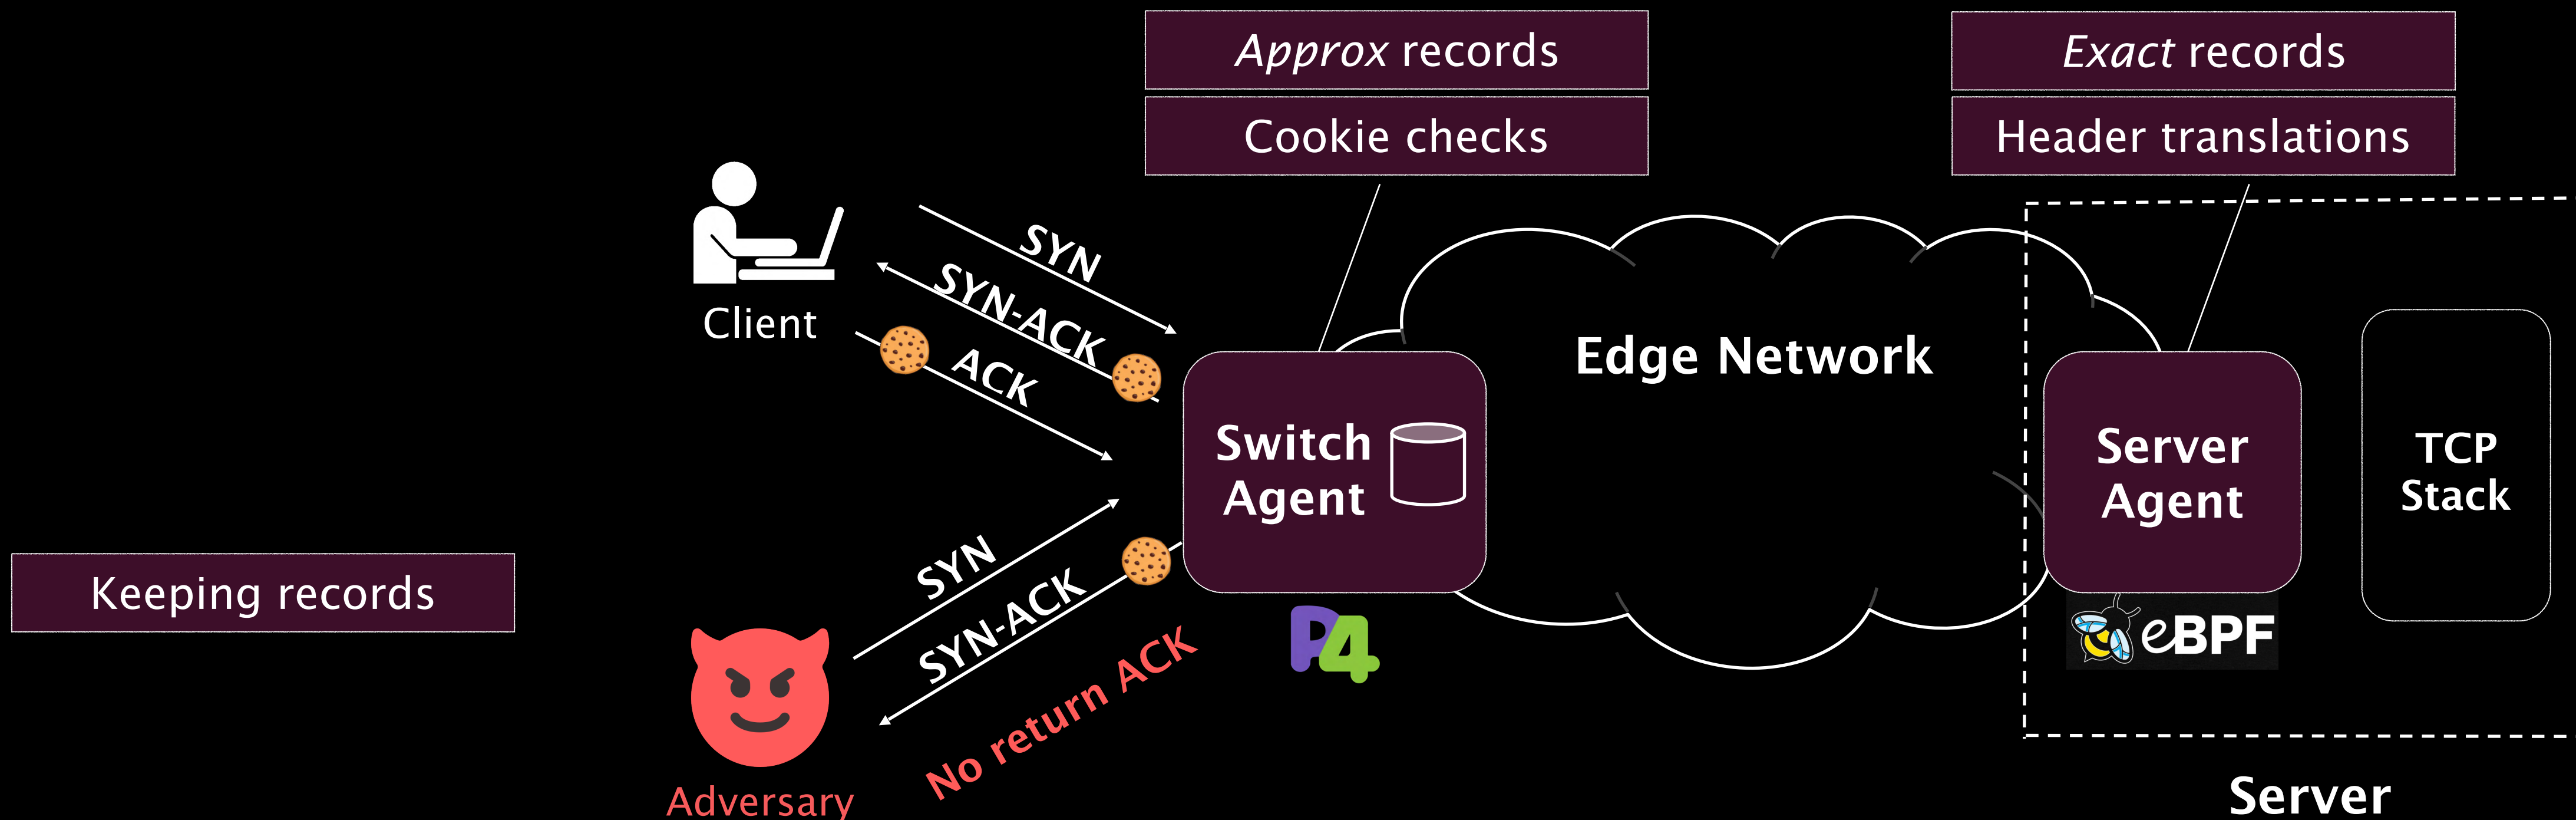 Approx records
Cookie checks
Exact records
Header translations
Client
SYN
SYN-ACK
ACK
Switch
Agent
Edge Network
Server
Agent
TCP
Stack
Keeping records
SYN
SYN-ACK
No return ACK
Adversary
P4
eBPF
Server